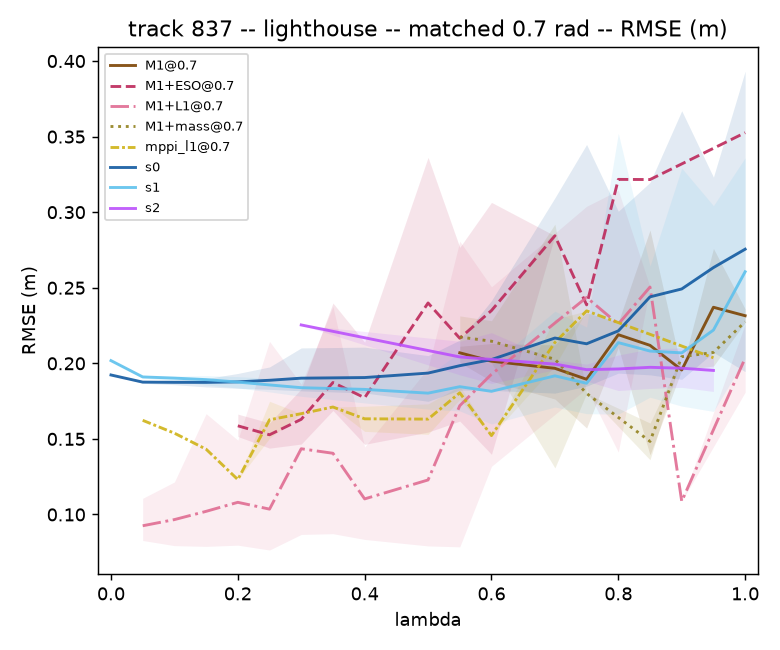 track 837 -- lighthouse -- matched 0.7 rad -- RMSE (m)
RMSE (m)
0.40
0.35
0.30
0.25
0.20
0.15
0.10
M1@0.7
M1+ESO@0.7
M1+L1@0.7
M1+mass@0.7
mppi_l1@0.7
s0
s1
s2
0.0 0.2 0.4 0.6 0.8 1.0
lambda